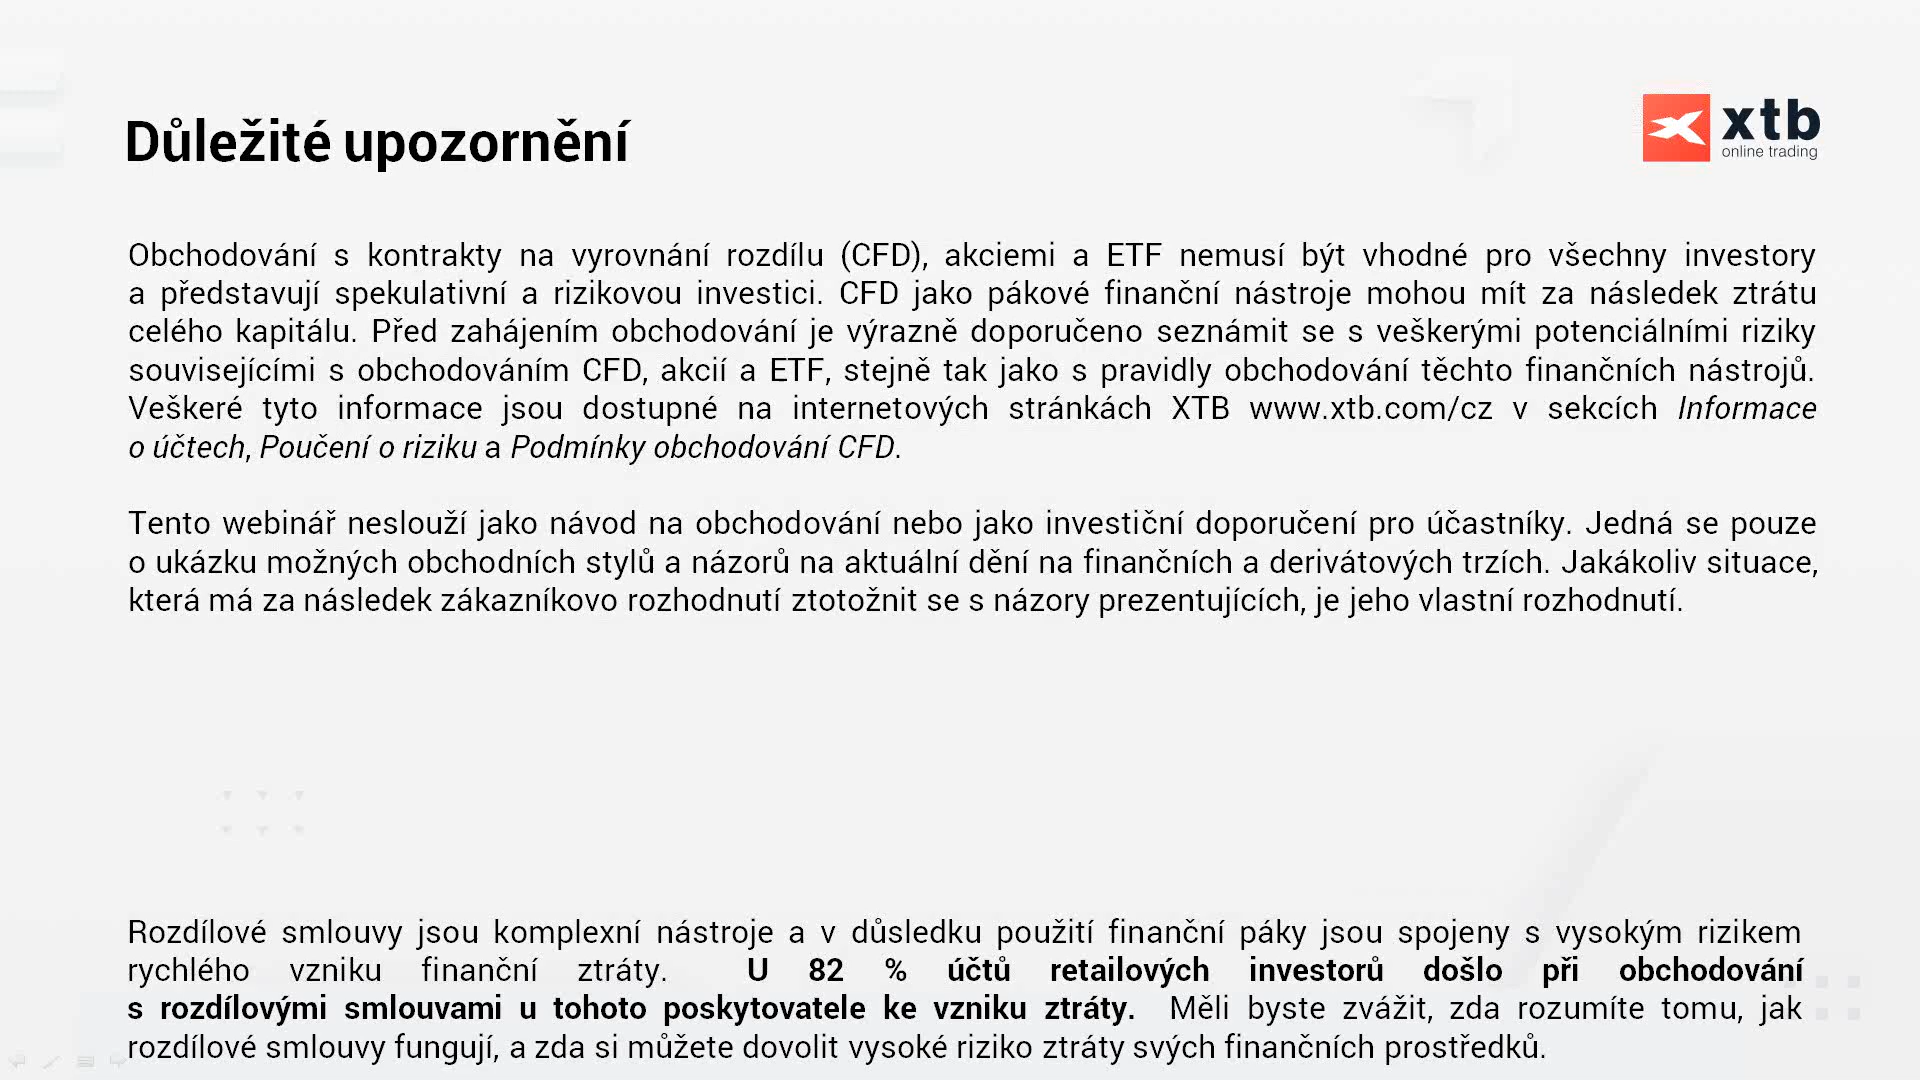 Důležité upozornění
xtb
online trading
Obchodování s kontrakty na vyrovnání rozdílu (CFD), akciemi a ETF nemusí být vhodné pro všechny investory
a představují spekulativní a rizikovou investici. CFD jako pákové finanční nástroje mohou mít za následek ztrátu
celého kapitálu. Před zahájením obchodování je výrazně doporučeno seznámit se s veškerými potenciálními riziky
souvisejícími s obchodováním CFD, akcií a ETF, stejně tak jako s pravidly obchodování těchto finančních nástrojů.
Veškeré tyto informace jsou dostupné na internetových stránkách XTB www.xtb.com/cz v sekcích Informace
o účtech, Poučení o riziku a Podmínky obchodování CFD.
Tento webinář neslouží jako návod na obchodování nebo jako investiční doporučení pro účastníky. Jedná se pouze
o ukázku možných obchodních stylů a názorů na aktuální dění na finančních a derivátových trzích. Jakákoliv situace,
která má za následek zákazníkovo rozhodnutí ztotožnit se s názory prezentujících, je jeho vlastní rozhodnutí.
Rozdílové smlouvy jsou komplexní nástroje a v důsledku použití finanční páky jsou spojeny s vysokým rizikem
rychlého vzniku finanční ztráty. U 82 % účtů retailových investorů došlo při obchodování
s rozdílovými smlouvami u tohoto poskytovatele ke vzniku ztráty. Měli byste zvážit, zda rozumíte tomu, jak
rozdílové smlouvy fungují, a zda si můžete dovolit vysoké riziko ztráty svých finančních prostředků.